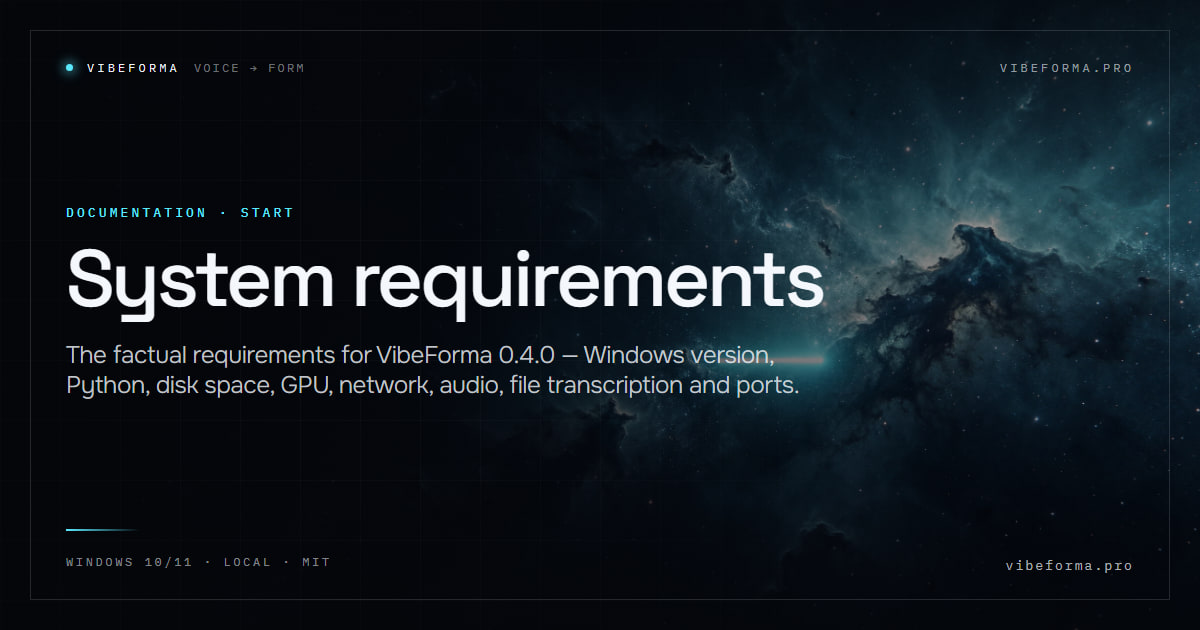 VIBEFORMA VOICE → FORM
VIBEFORMA.PRO
DOCUMENTATION · START
System requirements
The factual requirements for VibeForma 0.4.0 — Windows version,
Python, disk space, GPU, network, audio, file transcription and ports.
WINDOWS 10/11 · LOCAL · MIT
vibeforma.pro